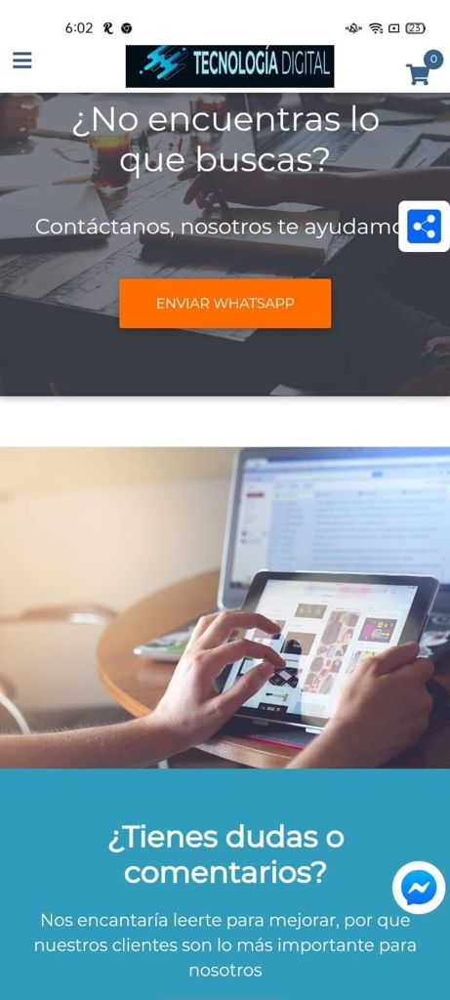 6:02
23
TECNOLOGÍA DIGITAL
0
¿No encuentras lo
que buscas?
Contáctanos, nosotros te ayudamo
ENVIAR WHATSAPP
¿Tienes dudas o
comentarios?
Nos encantaría leerte para mejorar, por que
nuestros clientes son lo más importante para
nosotros